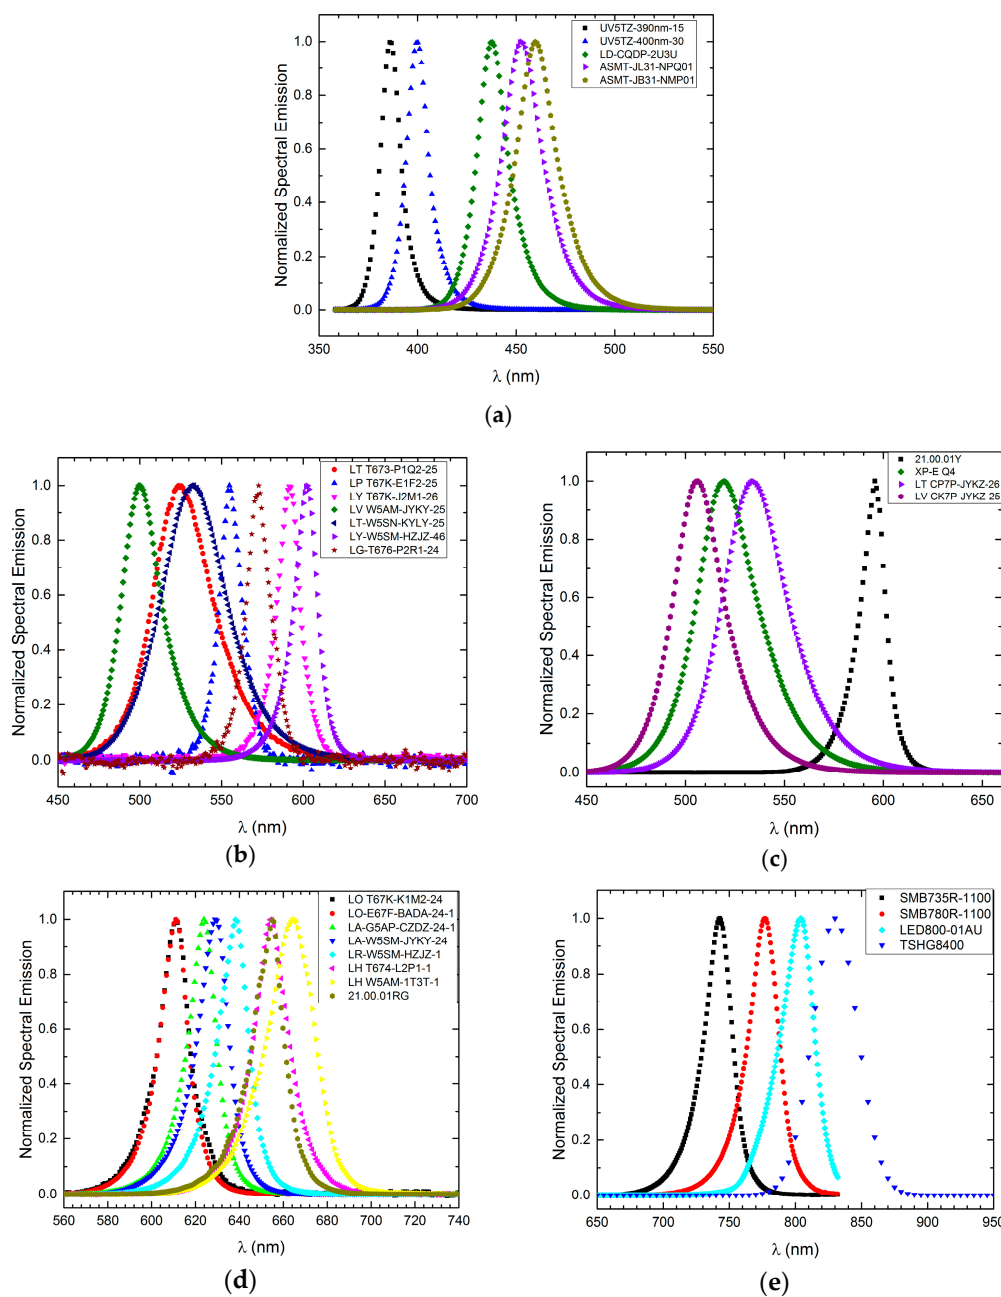 UV5TZ-390nm-15
UV5TZ-400nm-30
LD-CQDP-2U3U
ASMT-JL31-NPQ01
ASMT-JB31-NMP01
Normalized Spectral Emission
1.0
0.8
0.6
0.4
0.2
0.0
350 400 450 500 550
λ (nm)
(a)
LT T673-P1Q2-25
LP T67K-E1F2-25
LY T67K-J2M1-26
LV W5AM-JYKY-25
LT-W5SN-KYLY-25
LY-W5SM-HZJZ-46
LG-T676-P2R1-24
Normalized Spectral Emission
1.0
0.8
0.6
0.4
0.2
0.0
450 500 550 600 650 700
λ (nm)
(b)
21.00.01Y
XP-E Q4
LT CP7P-JYKZ-26
LV CK7P JYKZ 25
Normalized Spectral Emission
1.0
0.8
0.6
0.4
0.2
0.0
450 500 550 600 660
λ (nm)
(c)
LO T67K-K1M2-24
LO-E67F-BADA-24-1
LA-G5AP-CZDZ-24-1
LA-W5SM-JYKY-24
LR-W5SM-HZJZ-1
LH T674-L2P1-1
LH W5AM-1T3T-1
21.00.01RG
Normalized Spectral Emission
1.0
0.8
0.6
0.4
0.2
0.0
560 580 600 620 640 660 680 700 720 740
λ (nm)
(d)
SMB735R-1100
SMB780R-1100
LED800-01AU
TSHG8400
Normalized Spectral Emission
1.0
0.8
0.6
0.4
0.2
0.0
650 700 750 800 850 900 950
λ (nm)
(e)